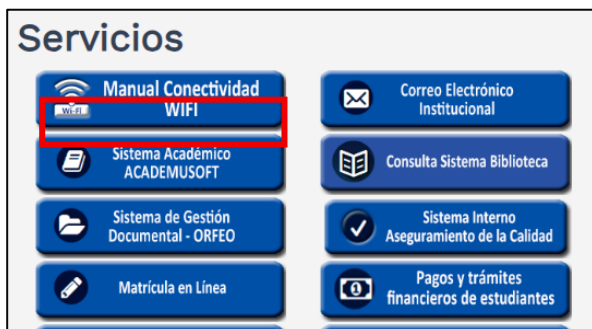 Servicios
Manual Conectividad
WIFI
Wi-Fi
Correo Electrónico
Institucional
Sistema Académico
ACADEMUSOFT
Consulta Sistema Biblioteca
Sistema de Gestión
Documental - ORFEO
Sistema Interno
Aseguramiento de la Calidad
Matrícula en Línea
Pagos y trámites
financieros de estudiantes